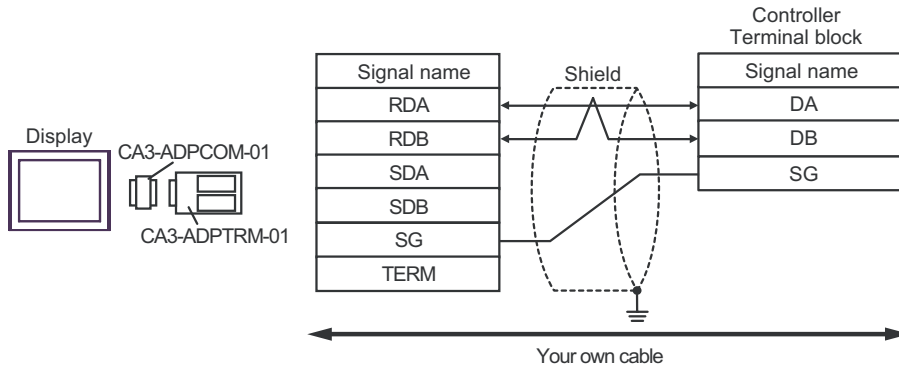 Display
CA3-ADPCOM-01
CA3-ADPTRM-01
Signal name
RDA
RDB
SDA
SDB
SG
TERM
Shield
Controller
Terminal block
Signal name
DA
DB
SG
Your own cable